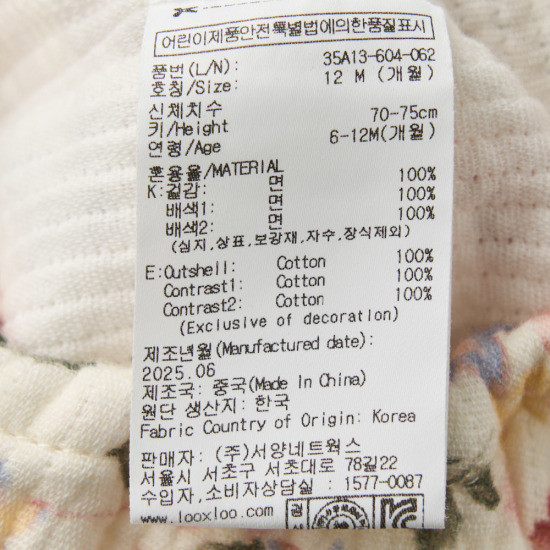 어린이제품안전특별법에의한품질표시
품번(L/N): 35A13-604-062
호칭/Size: 12 M (개월)
신체치수
키/Height 70-75cm
연령/Age 6-12M(개월)
혼용율/MATERIAL
K:겉감: 면 100%
배색1: 면 100%
배색2: 면 100%
(심지,상표,보강재,자수,장식제외)
E:Outshell: Cotton 100%
Contrast1: Cotton 100%
Contrast2: Cotton 100%
(Exclusive of decoration)
제조년월(Manufactured date):
2025.06
제조국: 중국(Made In China)
원단 생산지: 한국
Fabric Country of Origin: Korea
판매자: (주)서양네트웍스
서울시 서초구 서초대로 78길22
수입자,소비자상담실 : 1577-0087
www.looxloo.com